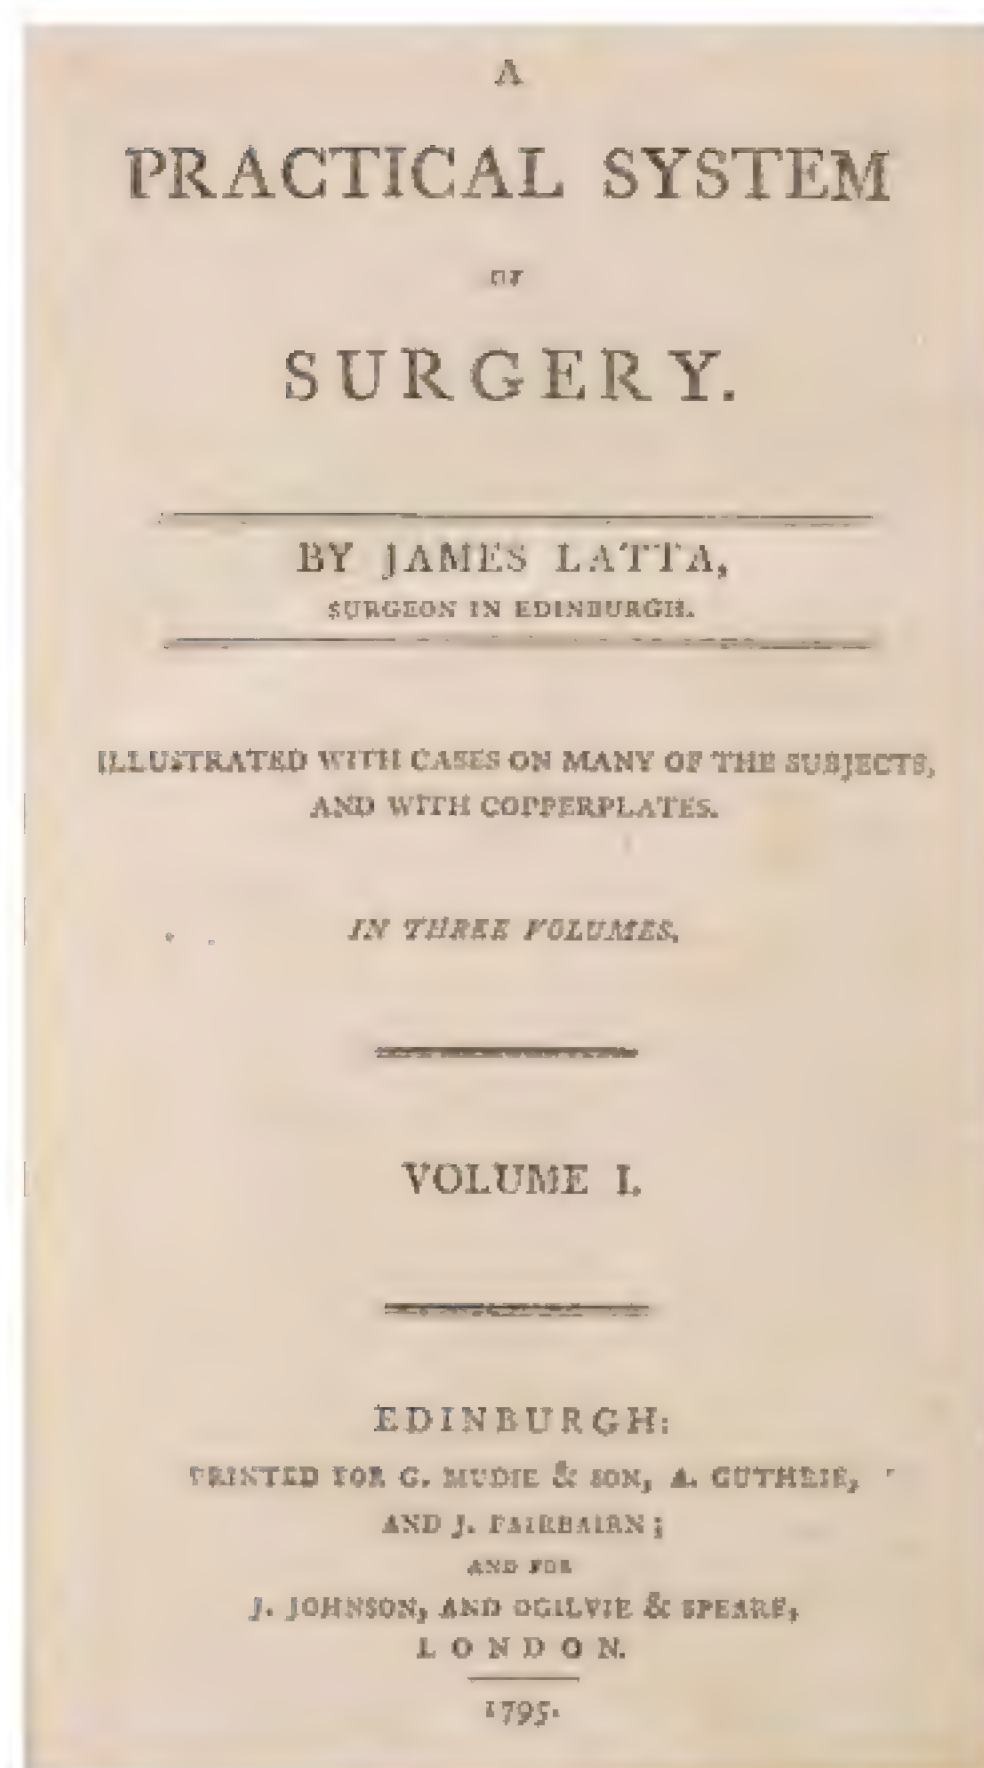 A
PRACTICAL SYSTEM
OF
SURGERY.
BY JAMES LATTA,
SURGEON IN EDINBURGH.
ILLUSTRATED WITH CASES ON MANY OF THE SUBJECTS,
AND WITH COPPERPLATES.
IN THREE VOLUMES.
VOLUME I.
EDINBURGH:
PRINTED FOR G. MUDIE & SON, A. GUTHRIE,
AND J. FAIRBAIRN;
AND FOR
J. JOHNSON, AND OGILVIE & SPEARE,
LONDON.
1795.